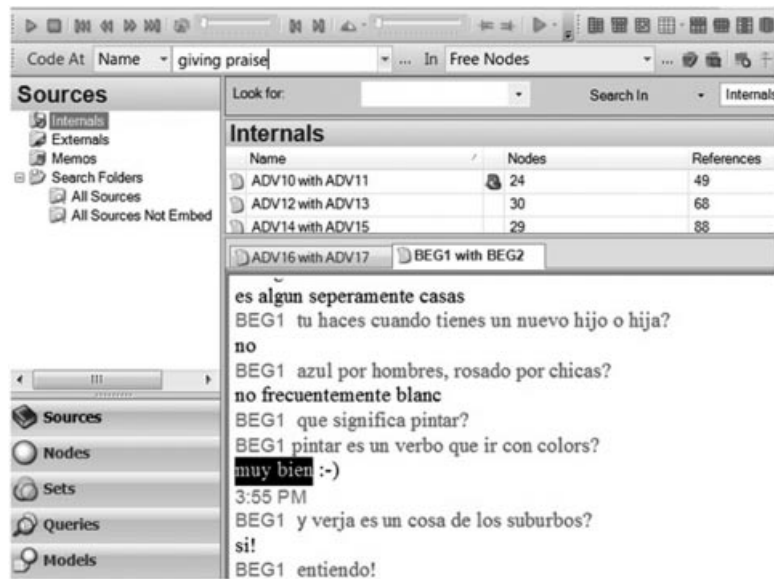 Code At Name giving praise ... In Free Nodes ...
Sources
Internals
Externals
Memos
Search Folders
All Sources
All Sources Not Embed
Sources
Nodes
Sets
Queries
Models
Look for: Search In Internals
Internals
Name Nodes References
ADV10 with ADV11 24 49
ADV12 with ADV13 30 68
ADV14 with ADV15 29 88
ADV16 with ADV17 BEG1 with BEG2
es algun seperamente casas
BEG1 tu haces cuando tienes un nuevo hijo o hija?
no
BEG1 azul por hombres, rosado por chicas?
no frecuentemente blanc
BEG1 que significa pintar?
BEG1 pintar es un verbo que ir con colors?
muy bien :-)
3:55 PM
BEG1 y verja es un cosa de los suburbos?
si!
BEG1 entiendo!